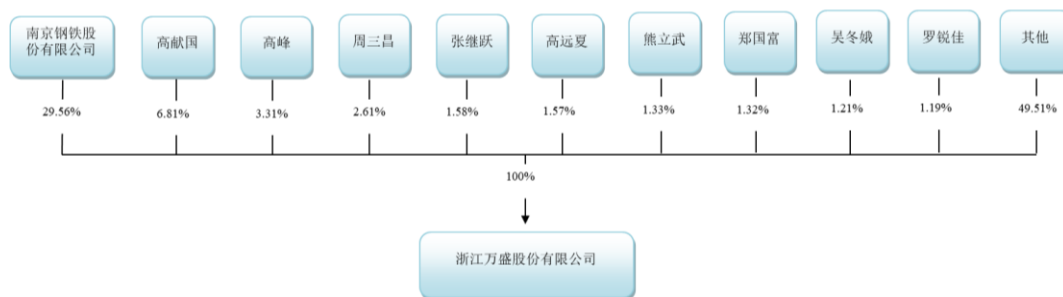 南京钢铁股
份有限公司
高献国
高峰
周三昌
张继跃
高远夏
熊立武
郑国富
吴冬娥
罗锐佳
其他
29.56%
6.81%
3.31%
2.61%
1.58%
1.57%
1.33%
1.32%
1.21%
1.19%
49.51%
100%
浙江万盛股份有限公司